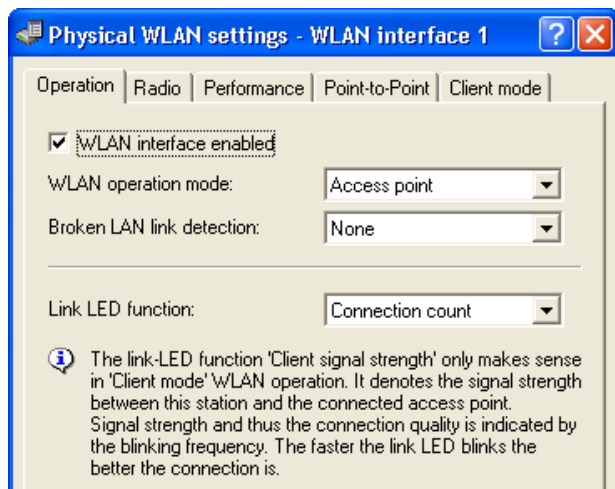 Physical WLAN settings - WLAN interface 1
Operation Radio Performance Point-to-Point Client mode
WLAN interface enabled
WLAN operation mode: Access point
Broken LAN link detection: None
Link LED function: Connection count
The link-LED function 'Client signal strength' only makes sense
in 'Client mode' WLAN operation. It denotes the signal strength
between this station and the connected access point.
Signal strength and thus the connection quality is indicated by
the blinking frequency. The faster the link LED blinks the
better the connection is.